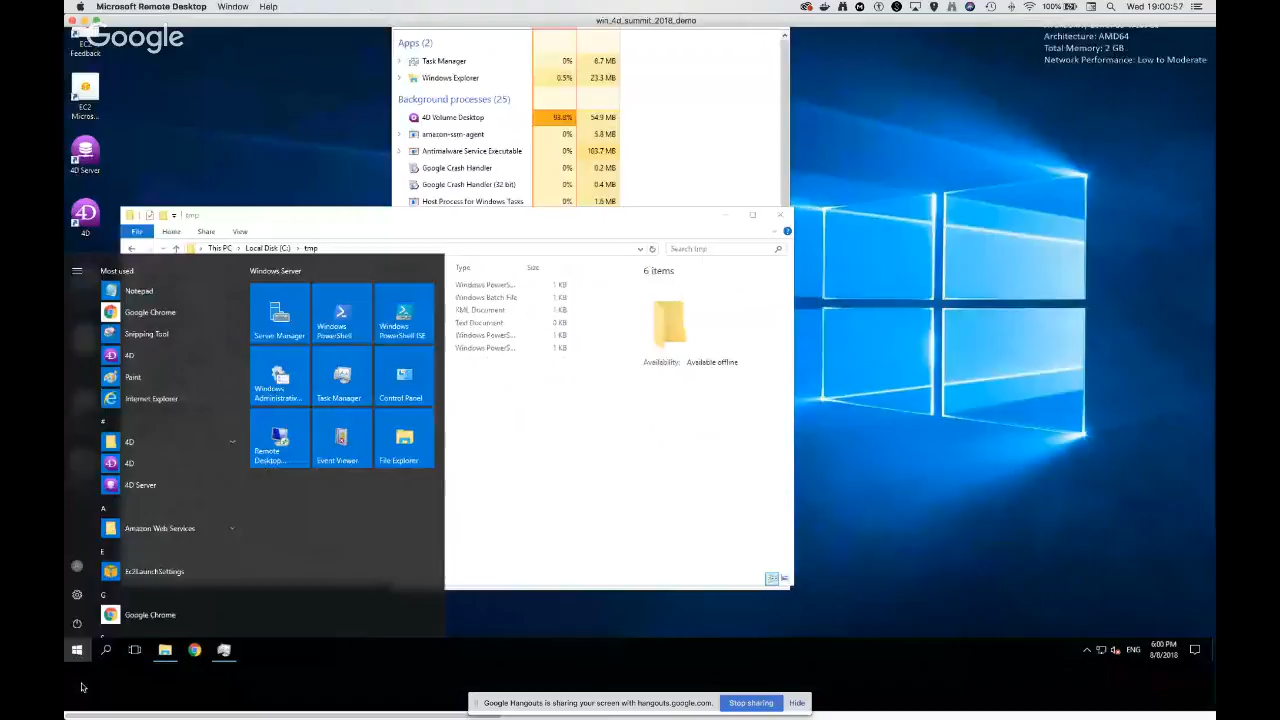 Microsoft Remote Desktop Window Help
100% Wed 19:00:57
win_4d_summit_2018_demo
Google
EC2
Feedback
Architecture: AMD64
Total Memory: 2 GB
Network Performance: Low to Moderate
EC2
Micros...
4D Server
4D
Apps (2)
Task Manager 0% 6.7 MB
Windows Explorer 0.5% 23.3 MB
Background processes (25)
4D Volume Desktop 93.8% 54.9 MB
amazon-ssm-agent 0% 5.8 MB
Antimalware Service Executable 0% 163.7 MB
Google Crash Handler 0% 0.2 MB
Google Crash Handler (32 bit) 0% 0.4 MB
Host Process for Windows Tasks 0% 1.6 MB
tmp
File Home Share View
This PC Local Disk (C:) tmp
Search tmp
Type Size
Windows PowerS... 1 KB
Windows Batch File 1 KB
XML Document 1 KB
Text Document 0 KB
Windows PowerS... 1 KB
Windows PowerS... 1 KB
6 items
Availability: Available offline
Most used
Notepad
Google Chrome
Snipping Tool
4D
Paint
Internet Explorer
#
4D
4D
4D Server
A
Amazon Web Services
E
Ec2LaunchSettings
G
Google Chrome
Windows Server
Server Manager
Windows
PowerShell
Windows
PowerShell ISE
Windows
Administrativ...
Task Manager
Control Panel
Remote
Desktop...
Event Viewer
File Explorer
ENG
6:00 PM
8/8/2018
Google Hangouts is sharing your screen with hangouts.google.com.
Stop sharing
Hide